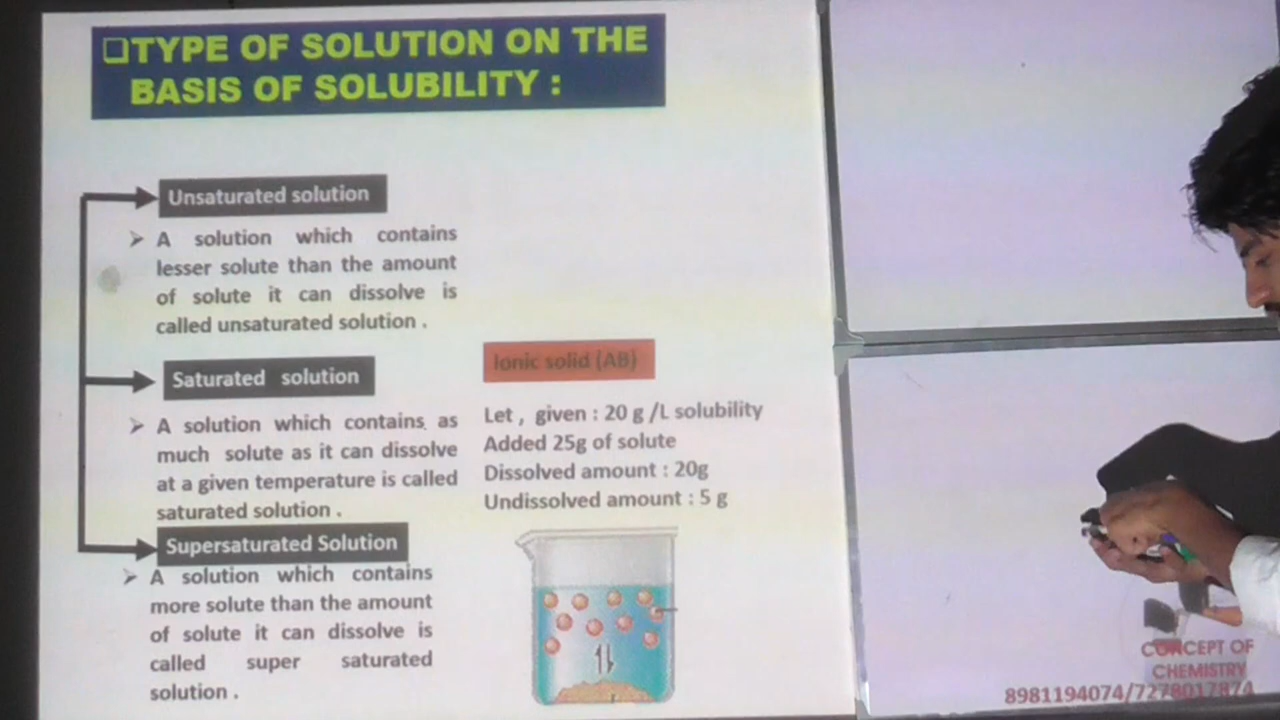 ❑TYPE OF SOLUTION ON THE
BASIS OF SOLUBILITY :
Unsaturated solution
➢ A solution which contains
lesser solute than the amount
of solute it can dissolve is
called unsaturated solution .
Saturated solution
➢ A solution which contains as
much solute as it can dissolve
at a given temperature is called
saturated solution .
Supersaturated Solution
➢ A solution which contains
more solute than the amount
of solute it can dissolve is
called super saturated
solution .
Ionic solid (AB)
Let , given : 20 g /L solubility
Added 25g of solute
Dissolved amount : 20g
Undissolved amount : 5 g
CONCEPT OF
CHEMISTRY
8981194074/7278017874